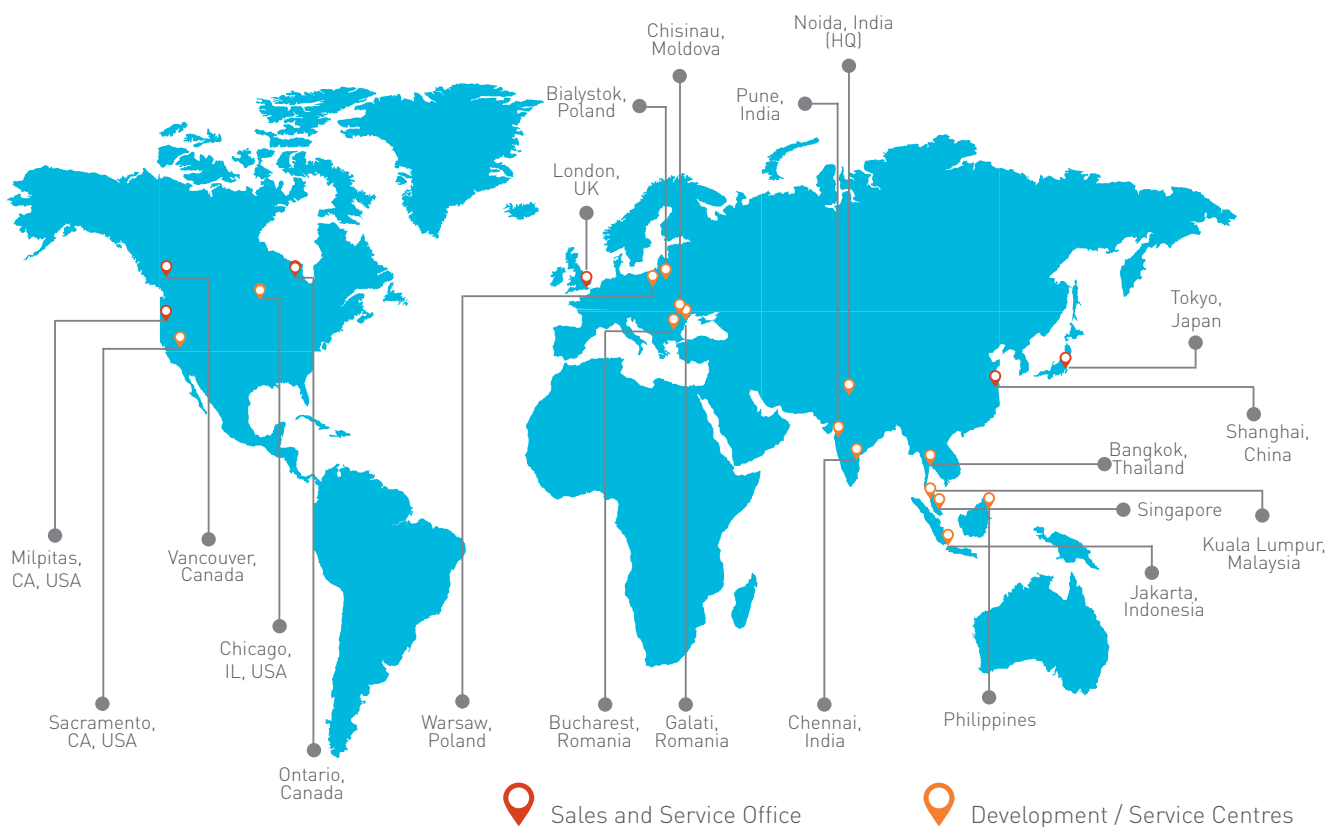 Noida, India
(HQ)
Chisinau,
Moldova
Bialystok,
Poland
Pune,
India
London,
UK
Tokyo,
Japan
Shanghai,
China
Bangkok,
Thailand
Singapore
Kuala Lumpur,
Malaysia
Jakarta,
Indonesia
Milpitas,
CA, USA
Vancouver,
Canada
Chicago,
IL, USA
Sacramento,
CA, USA
Warsaw,
Poland
Bucharest,
Romania
Galati,
Romania
Chennai,
India
Philippines
Ontario,
Canada
Sales and Service Office
Development / Service Centres